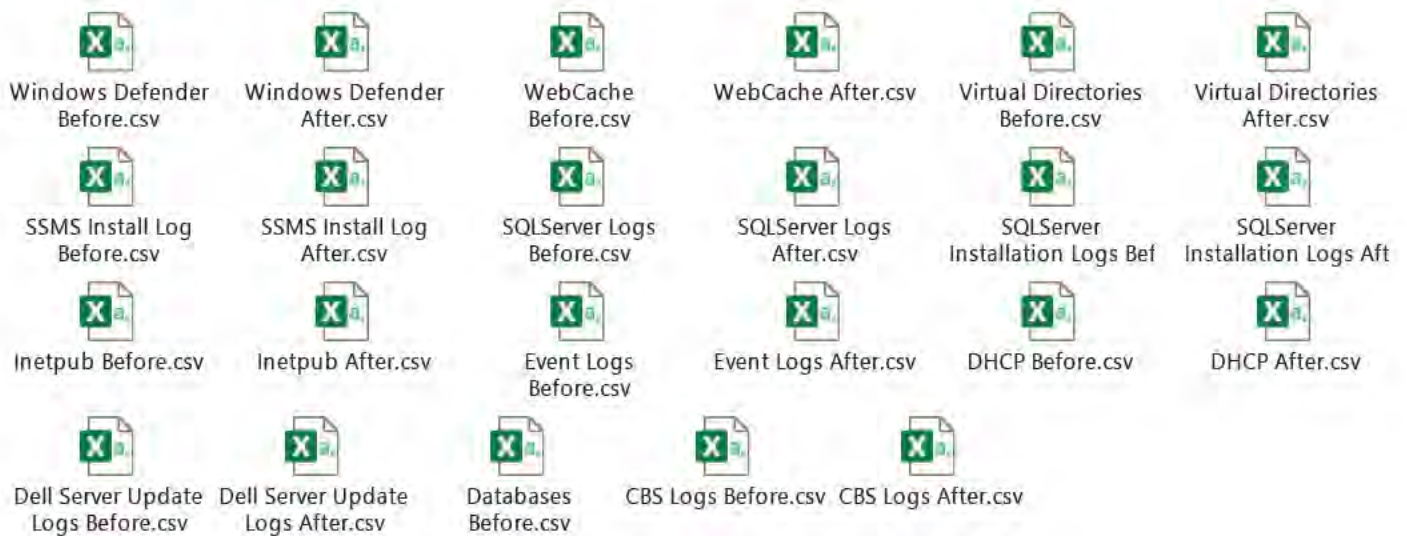 Windows Defender Before.csv
Windows Defender After.csv
WebCache Before.csv
WebCache After.csv
Virtual Directories Before.csv
Virtual Directories After.csv
SSMS Install Log Before.csv
SSMS Install Log After.csv
SQLServer Logs Before.csv
SQLServer Logs After.csv
SQLServer Installation Logs Bef
SQLServer Installation Logs Aft
Inetpub Before.csv
Inetpub After.csv
Event Logs Before.csv
Event Logs After.csv
DHCP Before.csv
DHCP After.csv
Dell Server Update Logs Before.csv
Dell Server Update Logs After.csv
Databases Before.csv
CBS Logs Before.csv
CBS Logs After.csv